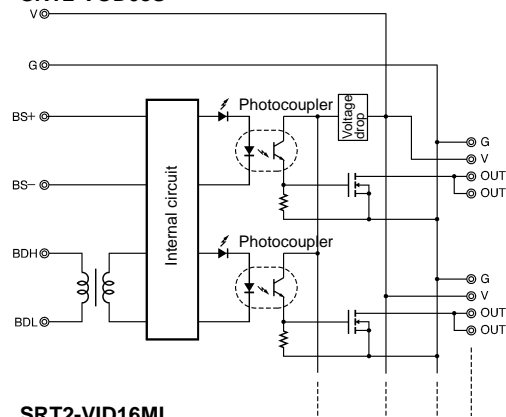 V
G
BS+
Photocoupler
Voltage drop
G
V
BS−
Internal circuit
OUT
OUT
BDH
Photocoupler
G
V
BDL
OUT
OUT
SRT2-VID16ML